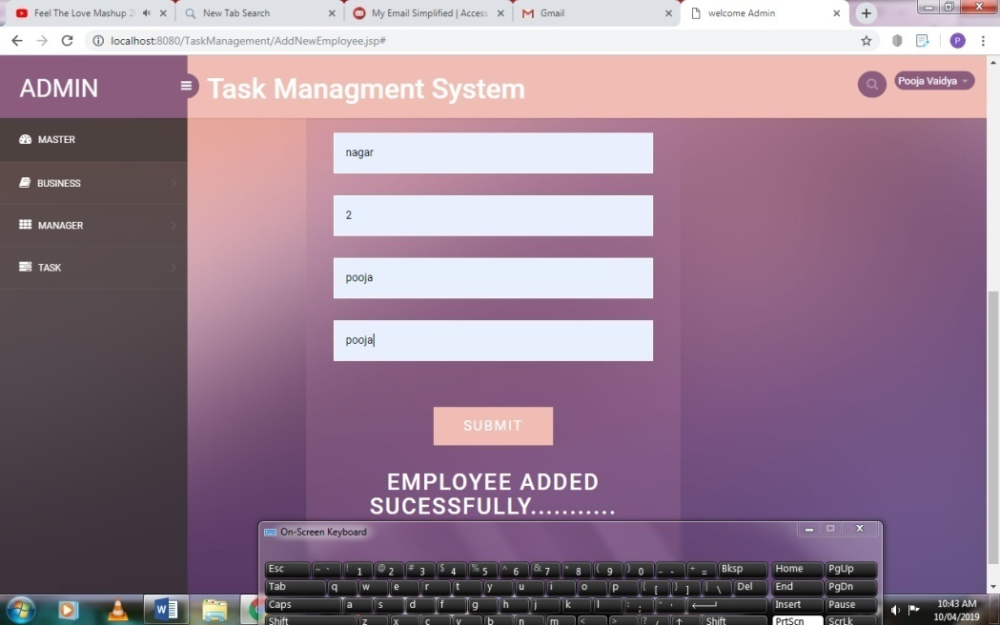 Feel The Love Mashup 2
New Tab Search
My Email Simplified | Access
Gmail
welcome Admin
localhost:8080/TaskManagement/AddNewEmployee.jsp#
P
ADMIN
Task Managment System
Pooja Vaidya
MASTER
BUSINESS
MANAGER
TASK
nagar
2
pooja
pooja
SUBMIT
EMPLOYEE ADDED
SUCESSFULLY...........
On-Screen Keyboard
Esc ~ ` ! 1 @ 2 # 3 $ 4 % 5 ^ 6 & 7 * 8 ( 9 ) 0 _ - + = Bksp Home PgUp
Tab q w e r t y u i o p { [ } ] | \ Del End PgDn
Caps a s d f g h j k l : ; " ' Insert Pause
Shift z x c v b n m < > ? / Shift PrtScn ScrLk
10:43 AM
10/04/2019